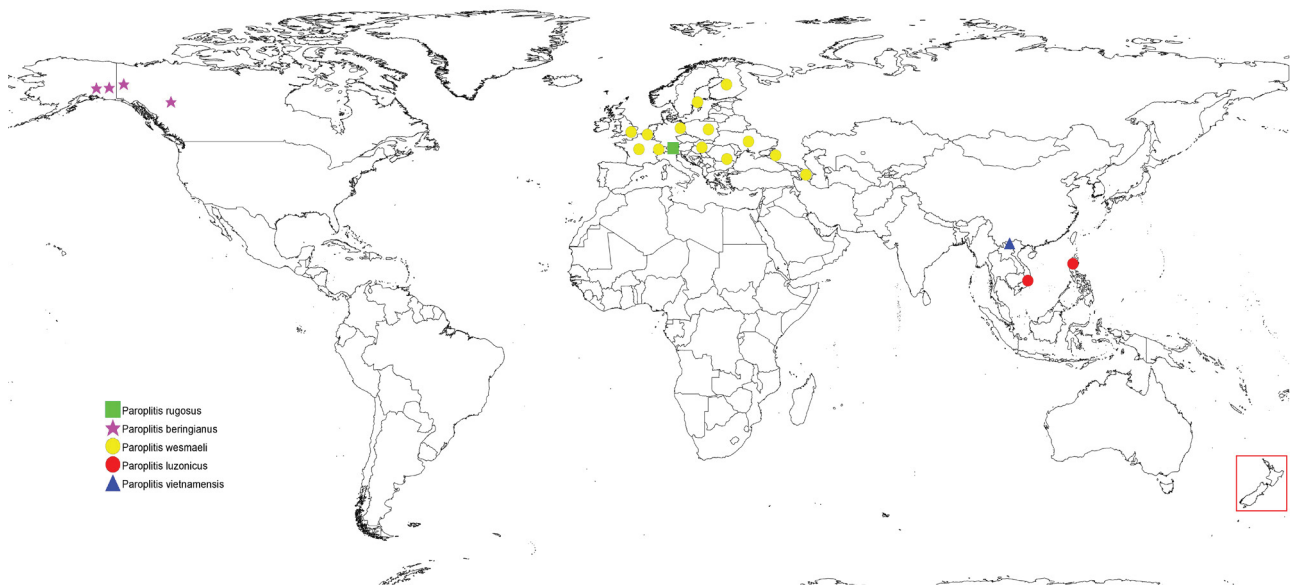 Paroplitis rugosus
Paroplitis beringianus
Paroplitis wesmaeli
Paroplitis luzonicus
Paroplitis vietnamensis